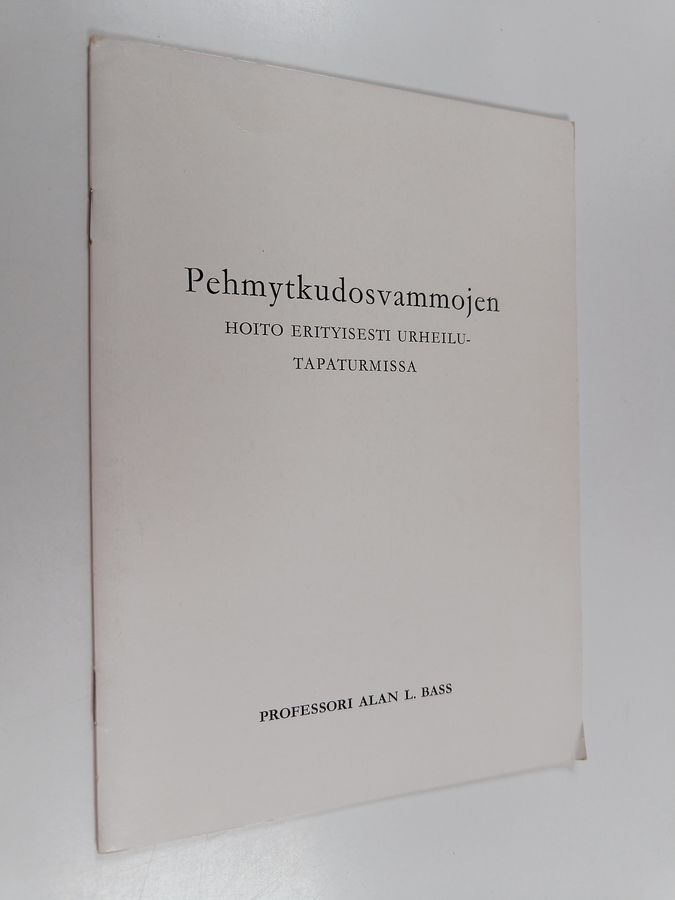 Pehmytkudosvammojen
HOITO ERITYISESTI URHEILU-
TAPATURMISSA
PROFESSORI ALAN L. BASS